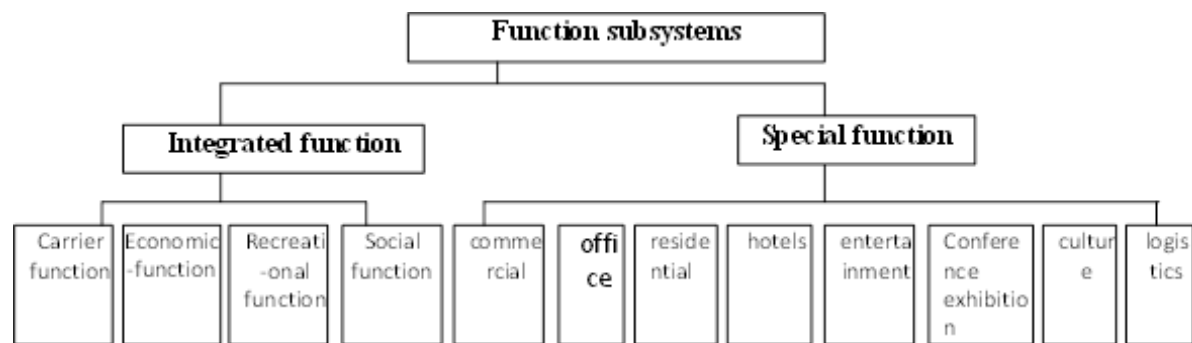 Function subsystems
Integrated function
Special function
Carrier
function
Economic
-function
Recreati
-onal
function
Social
function
comme
rcial
offi
ce
reside
ntial
hotels
enterta
inment
Confere
nce
exhibitio
n
cultur
e
logis
tics